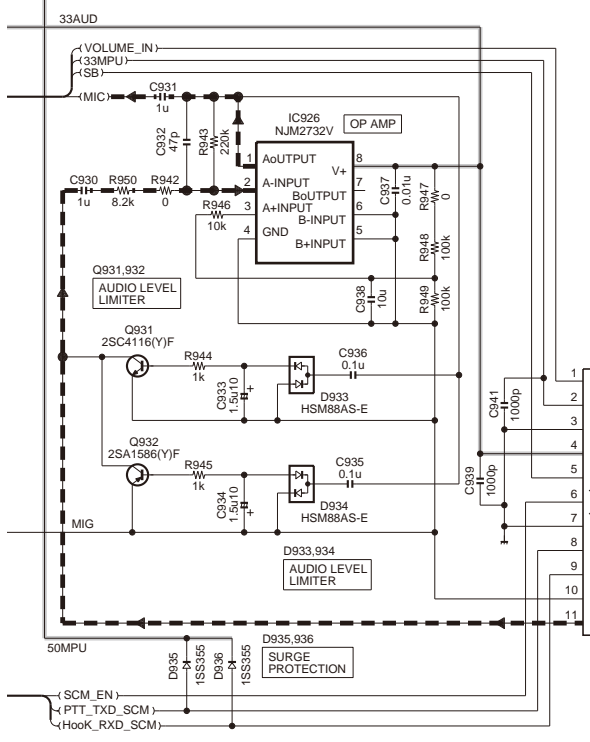 33AUD
VOLUME_IN
33MPU
SB
MIC
C931
1u
C932
47p
R943
220k
IC926
NJM2732V
OP AMP
1
AoUTPUT
8
V+
2
A-INPUT
BoUTPUT
7
3
A+INPUT
B-INPUT
6
4
GND
B+INPUT
5
C930
1u
R950
8.2k
R942
0
R946
10k
C937
0.01u
R947
0
R948
100k
C938
10u
R949
100k
Q931,932
AUDIO LEVEL
LIMITER
Q931
2SC4116(Y)F
R944
1k
C933
1.5u10
+
D933
HSM88AS-E
C936
0.1u
Q932
2SA1586(Y)F
R945
1k
C934
1.5u10
+
D934
HSM88AS-E
C935
0.1u
C941
1000p
C939
1000p
MIG
D933,934
AUDIO LEVEL
LIMITER
1
2
3
4
5
6
7
8
9
10
11
50MPU
D935
1SS355
D936
1SS355
D935,936
SURGE
PROTECTION
SCM_EN
PTT_TXD_SCM
HooK_RXD_SCM